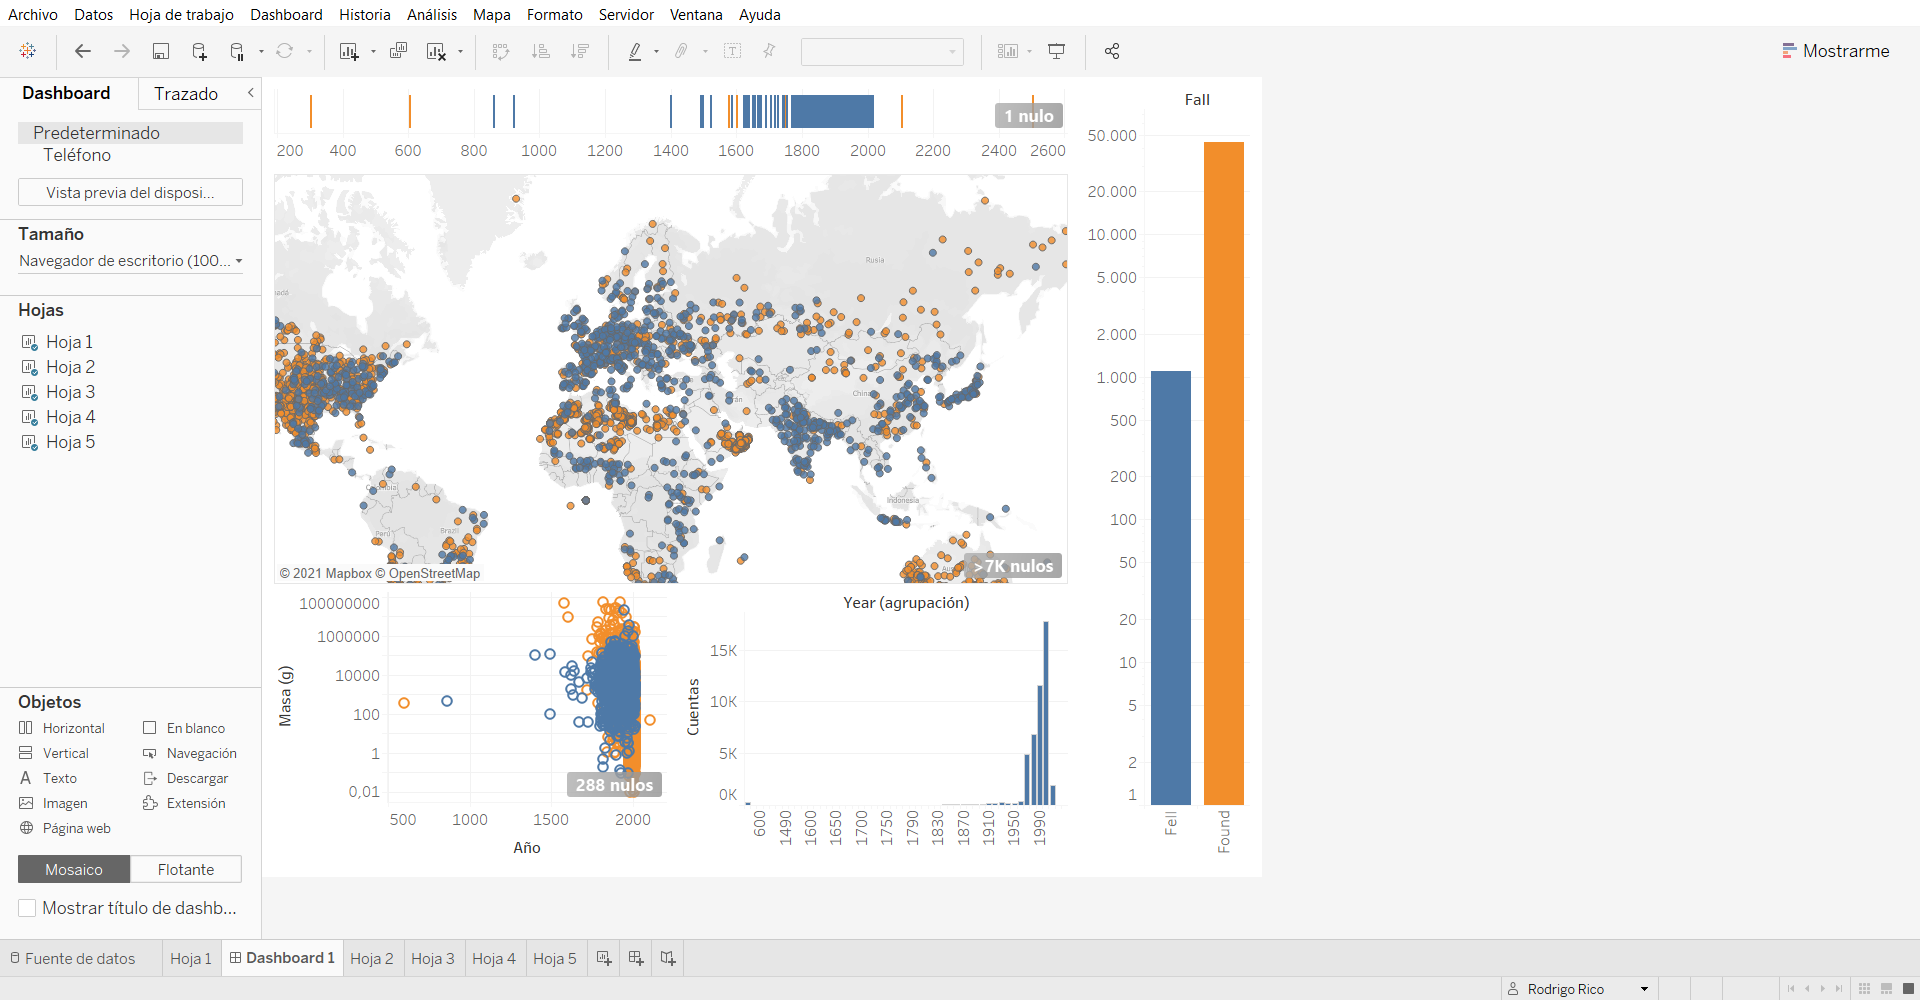 Archivo Datos Hoja de trabajo Dashboard Historia Análisis Mapa Formato Servidor Ventana Ayuda
Mostrarme
Dashboard Trazado
Predeterminado
Teléfono
Vista previa del disposi...
Tamaño
Navegador de escritorio (100...
Hojas
Hoja 1
Hoja 2
Hoja 3
Hoja 4
Hoja 5
Objetos
Horizontal En blanco
Vertical Navegación
Texto Descargar
Imagen Extensión
Página web
Mosaico Flotante
Mostrar título de dashb...
1 nulo
200 400 600 800 1000 1200 1400 1600 1800 2000 2200 2400 2600
Rusia
China
Indonesia
Perú
Brazil
© 2021 Mapbox © OpenStreetMap
>7K nulos
Masa (g)
100000000
1000000
10000
100
1
0,01
288 nulos
500 1000 1500 2000
Año
Year (agrupación)
Cuentas
15K
10K
5K
0K
600 1490 1600 1650 1700 1750 1790 1830 1870 1910 1950 1990
Fall
50.000
20.000
10.000
5.000
2.000
1.000
500
200
100
50
20
10
5
2
1
Fell Found
Fuente de datos Hoja 1 Dashboard 1 Hoja 2 Hoja 3 Hoja 4 Hoja 5
Rodrigo Rico